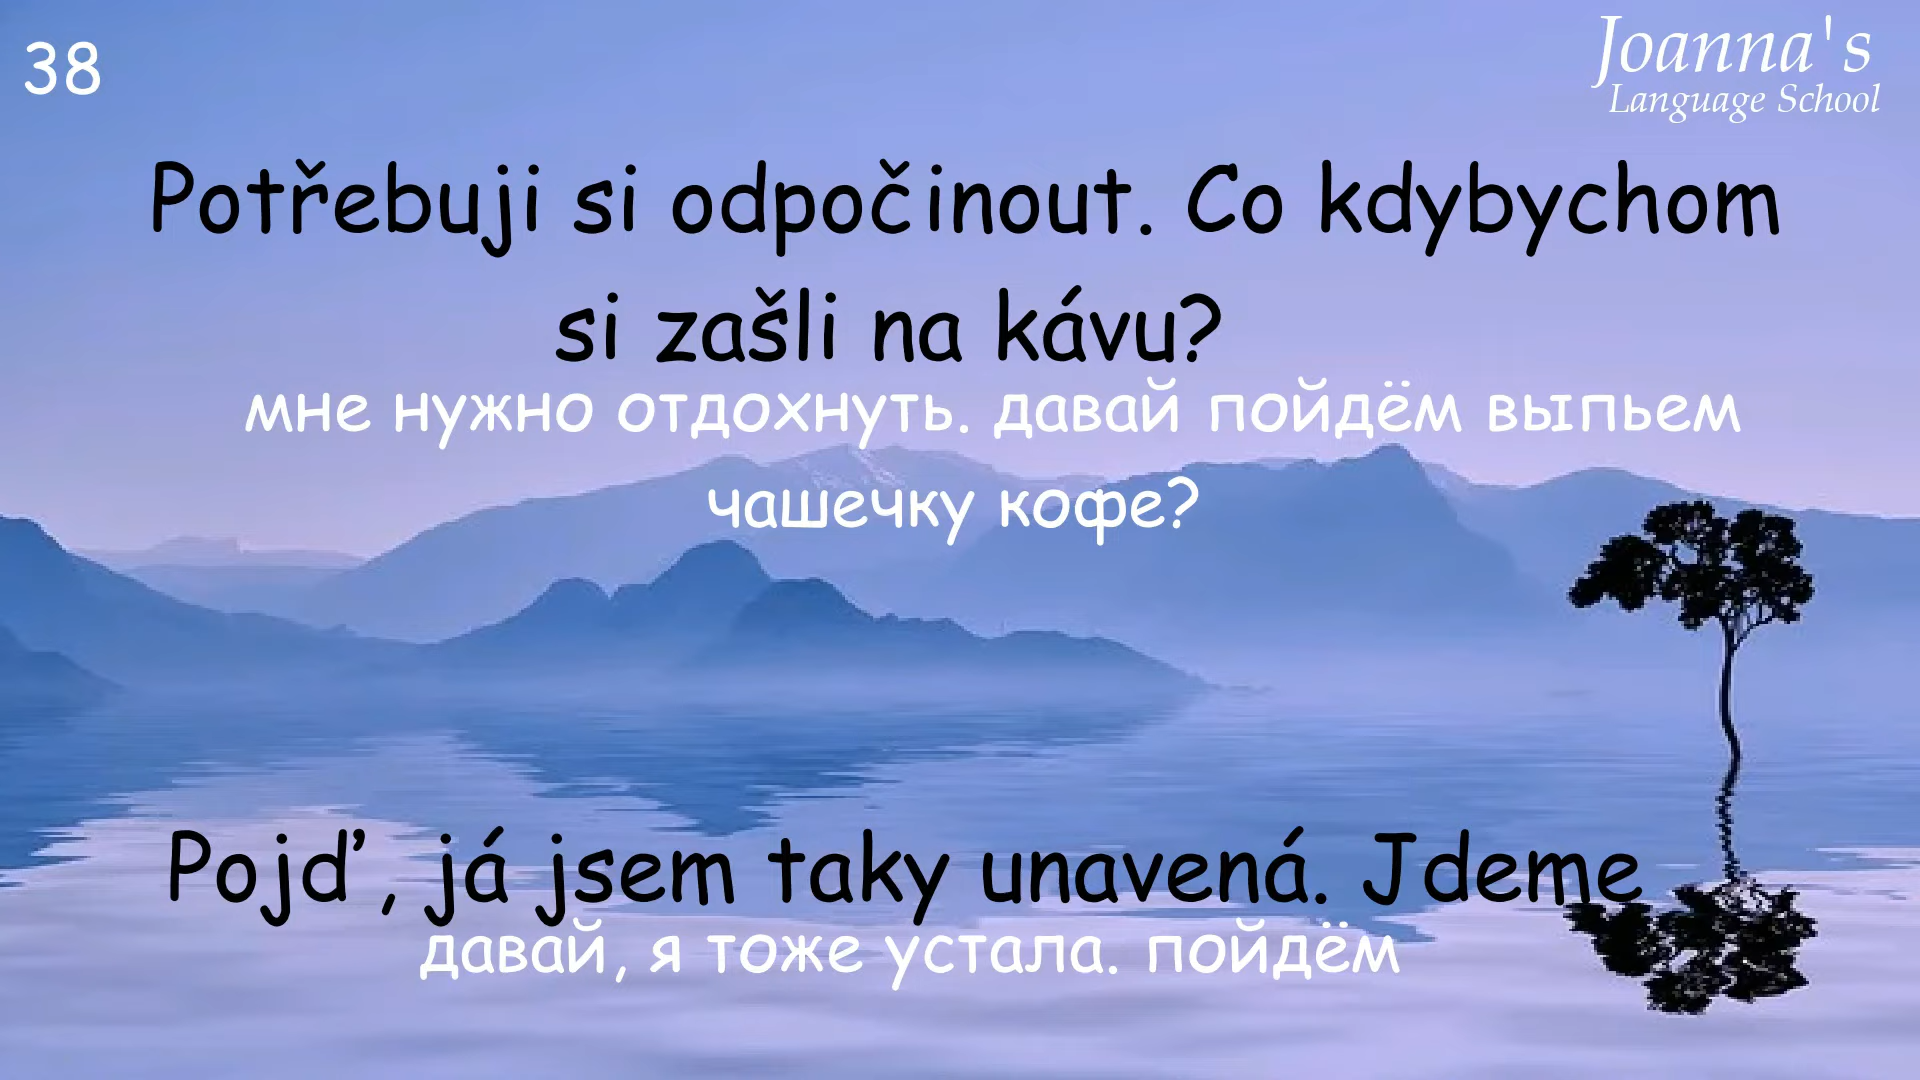 38
Joanna's
Language School
Potřebuji si odpočinout. Co kdybychom
si zašli na kávu?
мне нужно отдохнуть. давай пойдём выпьем
чашечку кофе?
Pojď, já jsem taky unavená. Jdeme
давай, я тоже устала. пойдём